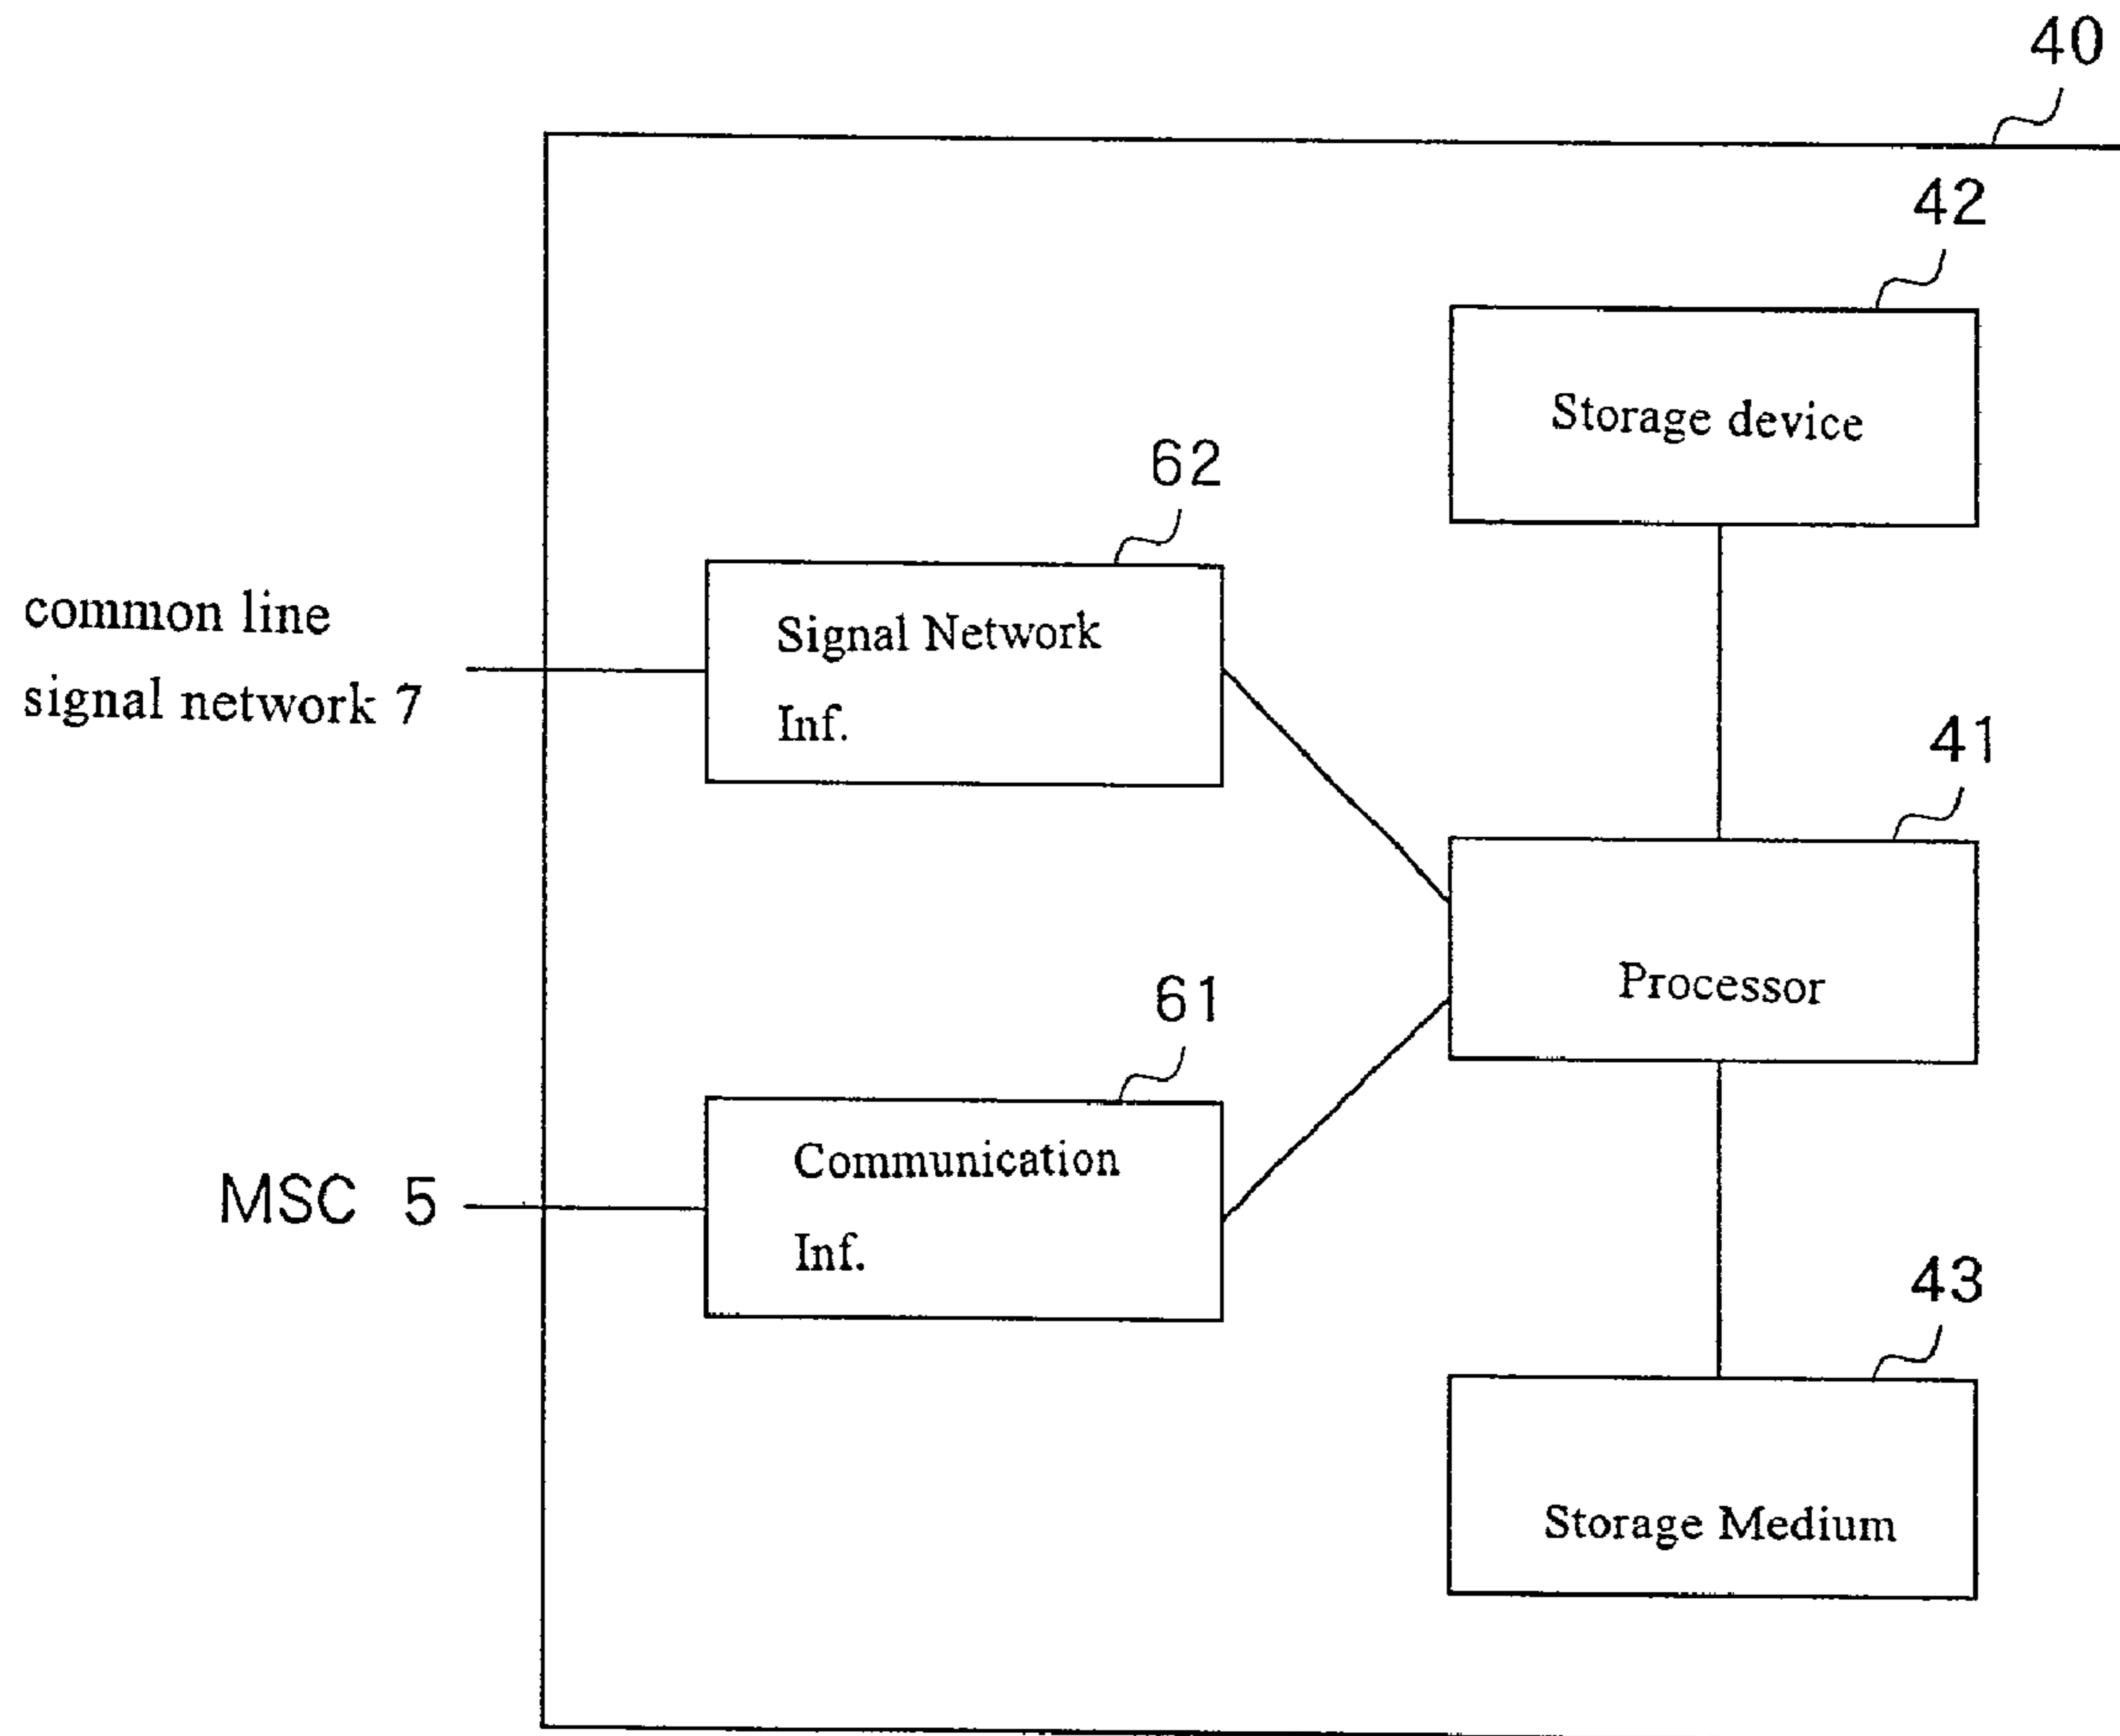 40
42
Storage device
62
common line
signal network 7
Signal Network
Inf.
41
Processor
61
MSC 5
Communication
Inf.
43
Storage Medium